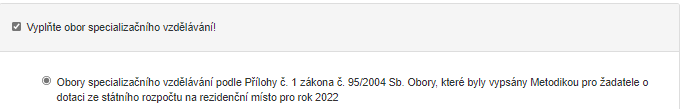 Vyplňte obor specializačního vzdělávání!
Obory specializačního vzdělávání podle Přílohy č. 1 zákona č. 95/2004 Sb. Obory, které byly vypsány Metodikou pro žadatele o
dotaci ze státního rozpočtu na rezidenční místo pro rok 2022